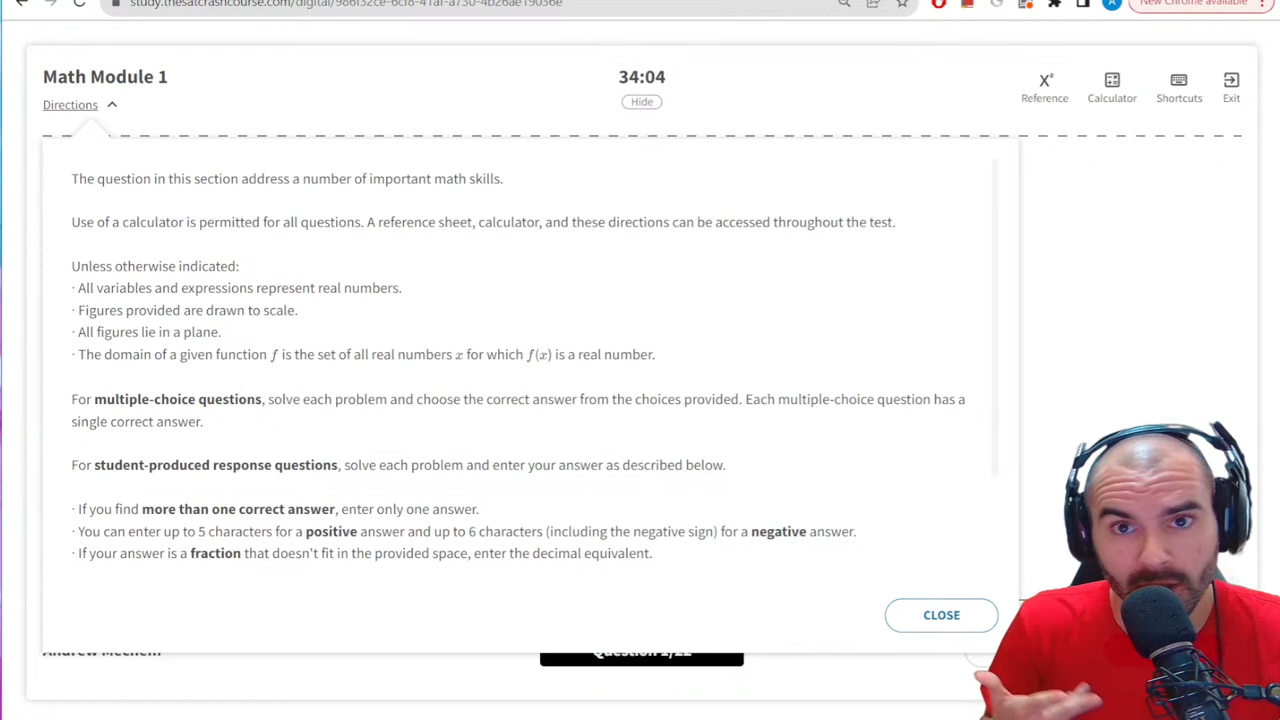 New Chrome available
Math Module 1
34:04
Directions
Hide
Reference
Calculator
Shortcuts
Exit
The question in this section address a number of important math skills.
Use of a calculator is permitted for all questions. A reference sheet, calculator, and these directions can be accessed throughout the test.
Unless otherwise indicated:
· All variables and expressions represent real numbers.
· Figures provided are drawn to scale.
· All figures lie in a plane.
· The domain of a given function f is the set of all real numbers x for which f(x) is a real number.
For multiple-choice questions, solve each problem and choose the correct answer from the choices provided. Each multiple-choice question has a
single correct answer.
For student-produced response questions, solve each problem and enter your answer as described below.
· If you find more than one correct answer, enter only one answer.
· You can enter up to 5 characters for a positive answer and up to 6 characters (including the negative sign) for a negative answer.
· If your answer is a fraction that doesn't fit in the provided space, enter the decimal equivalent.
CLOSE
Question 1/22